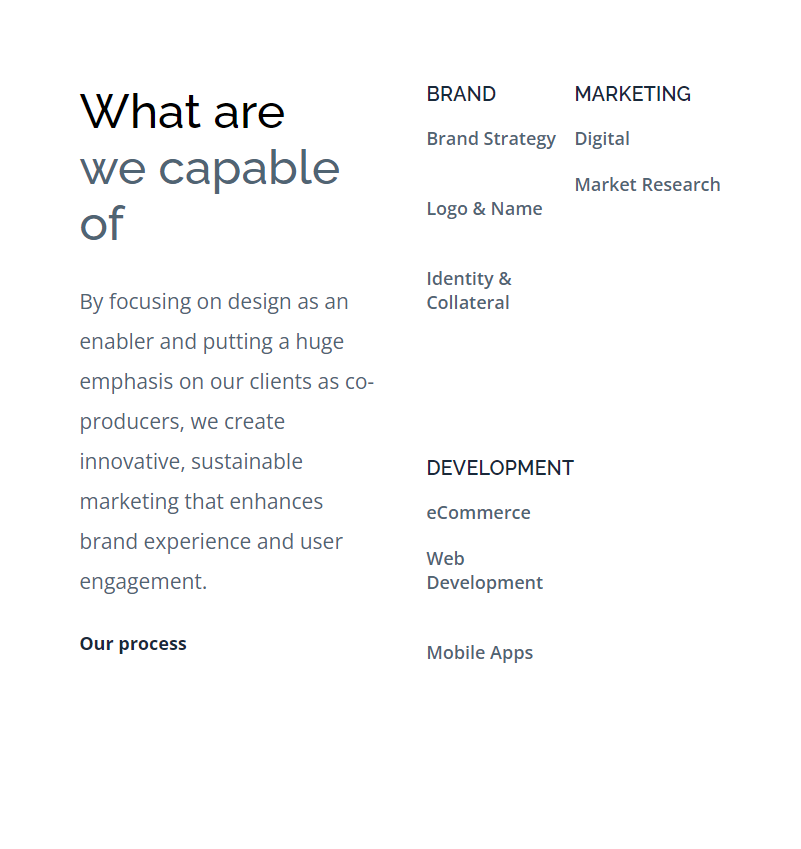 What are
we capable
of
By focusing on design as an
enabler and putting a huge
emphasis on our clients as co-
producers, we create
innovative, sustainable
marketing that enhances
brand experience and user
engagement.
Our process
BRAND
Brand Strategy
Logo & Name
Identity &
Collateral
MARKETING
Digital
Market Research
DEVELOPMENT
eCommerce
Web
Development
Mobile Apps